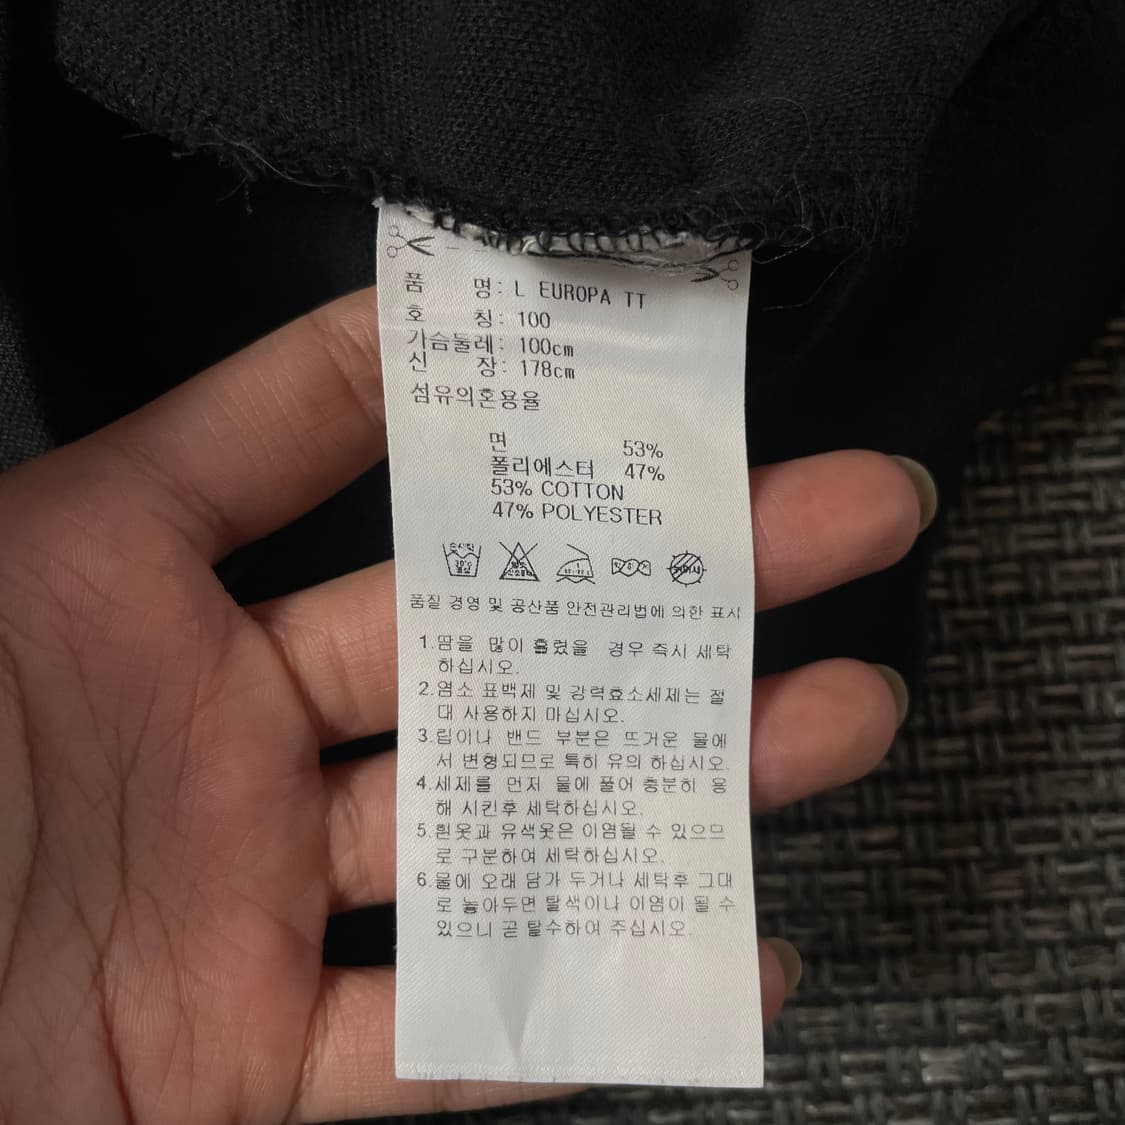 품 명: L EUROPA TT
호 칭: 100
가슴둘레: 100cm
신 장: 178cm
섬유의혼용율
면 53%
폴리에스터 47%
53% COTTON
47% POLYESTER
품질 경영 및 공산품 안전관리법에 의한 표시
1.땀을 많이 흘렸을 경우 즉시 세탁
하십시오.
2.염소 표백제 및 강력효소세제는 절
대 사용하지 마십시오.
3.립이나 밴드 부분은 뜨거운 물에
서 변형되므로 특히 유의 하십시오.
4.세제를 먼저 물에 풀어 충분히 용
해 시킨후 세탁하십시오.
5.흰옷과 유색옷은 이염될 수 있으므
로 구분하여 세탁하십시오.
6.물에 오래 담가 두거나 세탁후 그대
로 놓아두면 탈색이나 이염이 될 수
있으니 곧 탈수하여 주십시오.